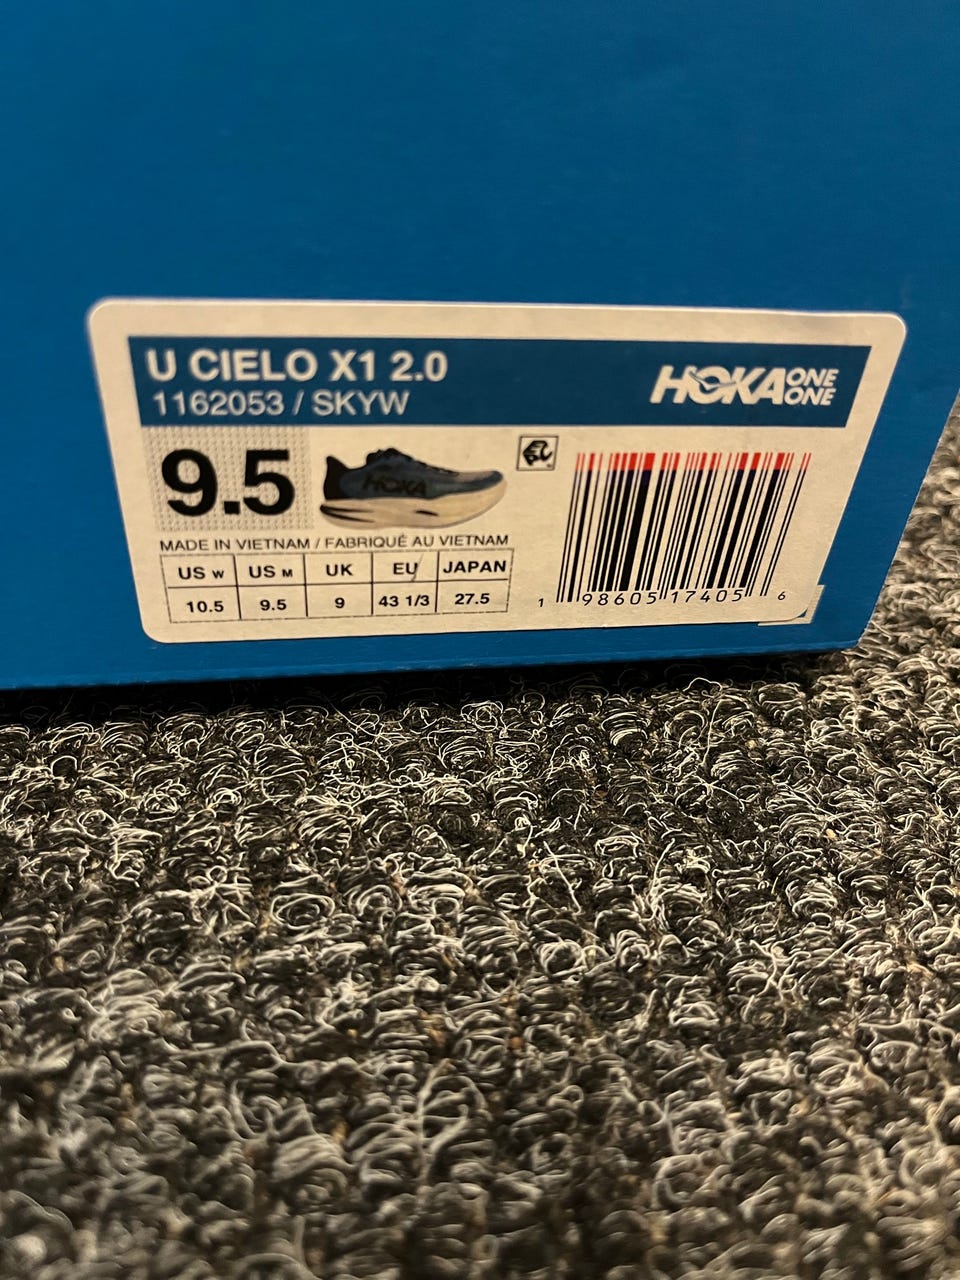 U CIELO X1 2.0
1162053 / SKYW
HOKA ONE ONE
9.5
HOKA
MADE IN VIETNAM / FABRIQUÉ AU VIETNAM
US W US M UK EU JAPAN
10.5 9.5 9 43 1/3 27.5
1 98605 17405 6